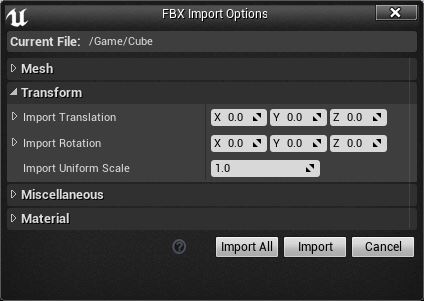 FBX Import Options
Current File: /Game/Cube
Mesh
Transform
Import Translation X 0.0 Y 0.0 Z 0.0
Import Rotation X 0.0 Y 0.0 Z 0.0
Import Uniform Scale 1.0
Miscellaneous
Material
? Import All Import Cancel